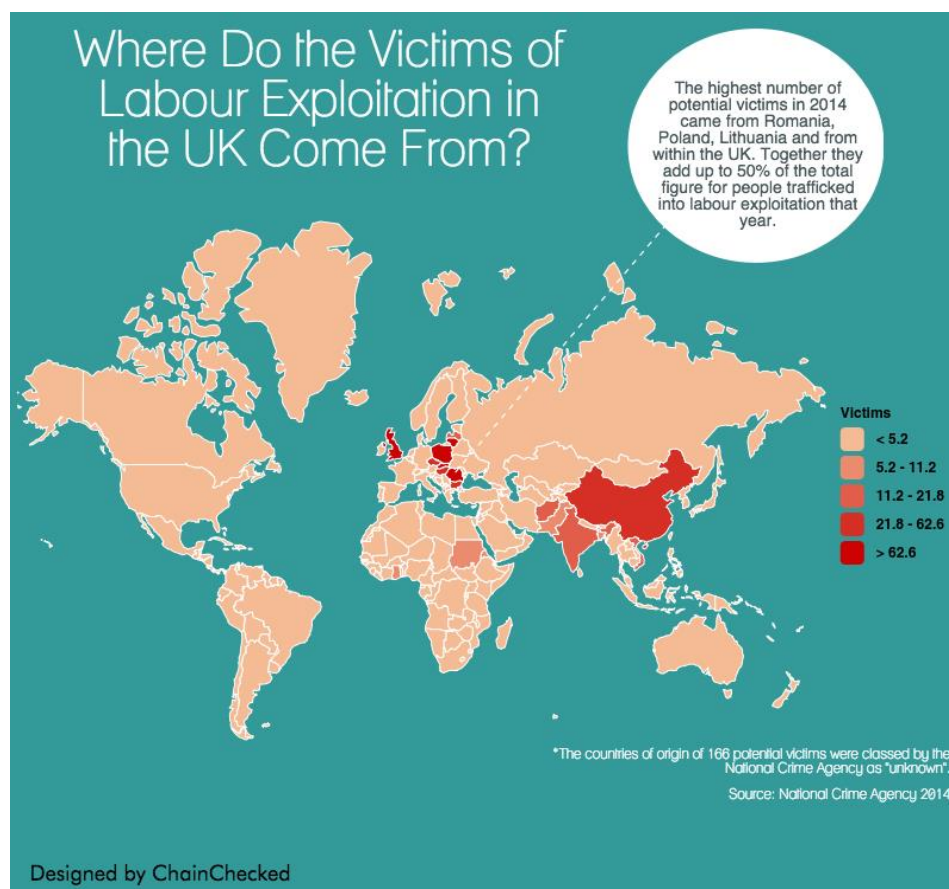 Where Do the Victims of
Labour Exploitation in
the UK Come From?
The highest number of
potential victims in 2014
came from Romania,
Poland, Lithuania and from
within the UK. Together they
add up to 50% of the total
figure for people trafficked
into labour exploitation that
year.
Victims
< 5.2
5.2 - 11.2
11.2 - 21.8
21.8 - 62.6
> 62.6
*The countries of origin of 166 potential victims were classed by the
National Crime Agency as "unknown".
Source: National Crime Agency 2014
Designed by ChainChecked